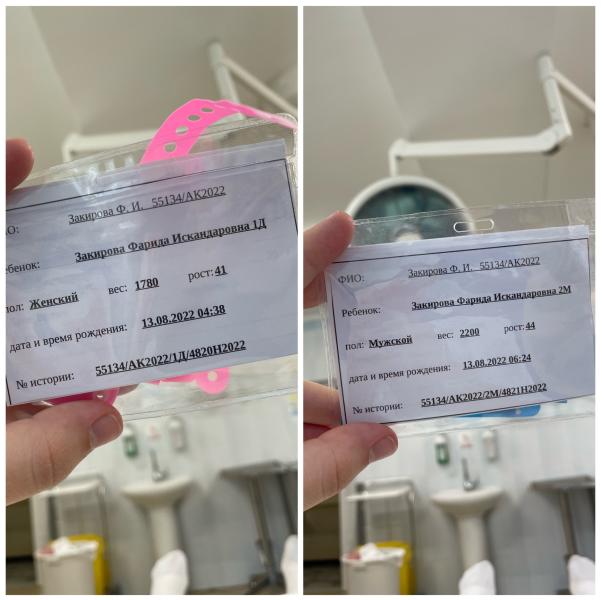 ИО: Закирова Ф. И. 55134/АК2022
ебенок: Закирова Фарида Искандаровна 1Д
пол: Женский вес: 1780 рост: 41
дата и время рождения: 13.08.2022 04:38
№ истории: 55134/АК2022/1Д/4820Н2022
ФИО: Закирова Ф. И. 55134/АК2022
Ребенок: Закирова Фарида Искандаровна 2М
пол: Мужской вес: 2200 рост: 44
дата и время рождения: 13.08.2022 06:24
№ истории: 55134/АК2022/2М/4821Н2022